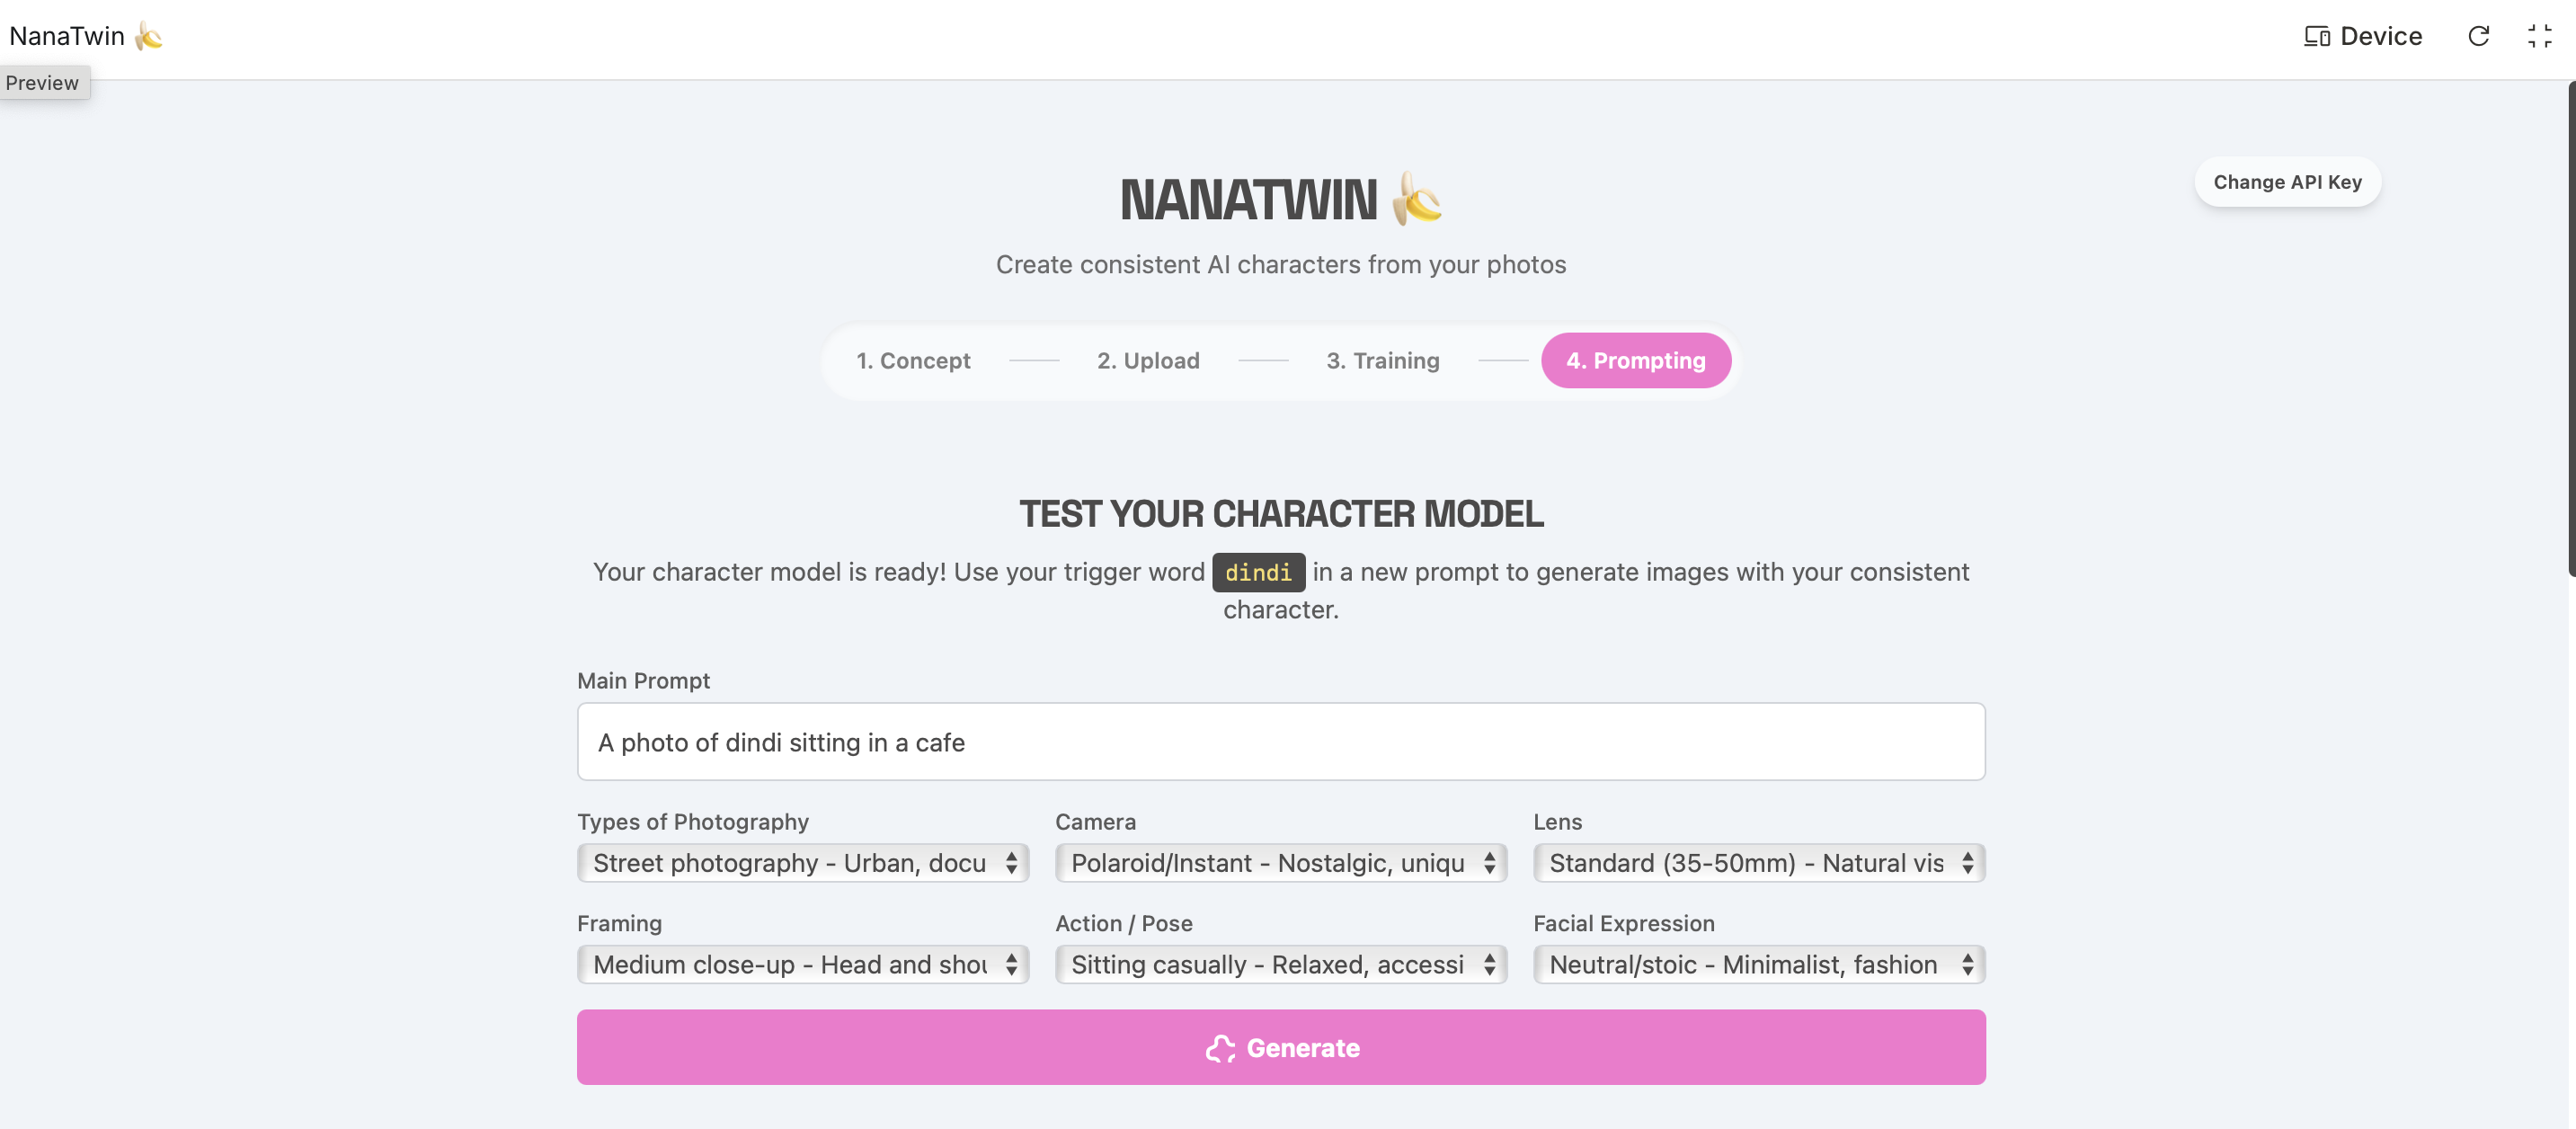 NanaTwin 🍌
Device
Preview
NANATWIN 🍌
Change API Key
Create consistent AI characters from your photos
1. Concept
2. Upload
3. Training
4. Prompting
TEST YOUR CHARACTER MODEL
Your character model is ready! Use your trigger word dindi in a new prompt to generate images with your consistent
character.
Main Prompt
A photo of dindi sitting in a cafe
Types of Photography
Camera
Lens
Street photography - Urban, docu
Polaroid/Instant - Nostalgic, uniqu
Standard (35-50mm) - Natural vis
Framing
Action / Pose
Facial Expression
Medium close-up - Head and shou
Sitting casually - Relaxed, accessi
Neutral/stoic - Minimalist, fashion
Generate